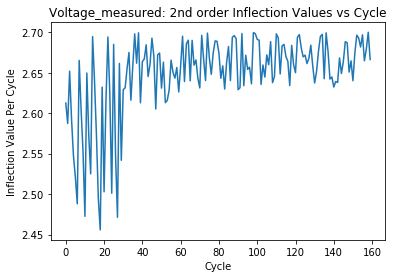 Voltage_measured: 2nd order Inflection Values vs Cycle
2.70
2.65
2.60
2.55
2.50
2.45
Inflection Value Per Cycle
0 20 40 60 80 100 120 140 160
Cycle